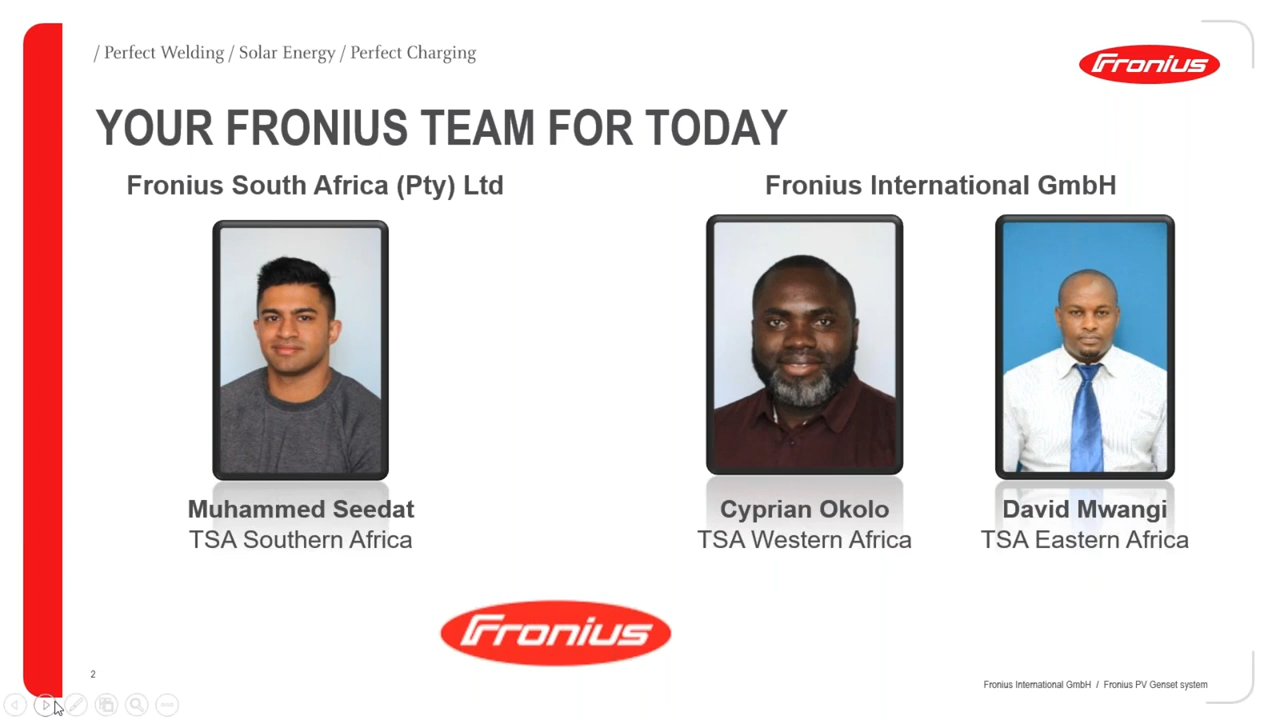 / Perfect Welding / Solar Energy / Perfect Charging
Fronius
YOUR FRONIUS TEAM FOR TODAY
Fronius South Africa (Pty) Ltd
Fronius International GmbH
Muhammed Seedat
TSA Southern Africa
Cyprian Okolo
TSA Western Africa
David Mwangi
TSA Eastern Africa
Fronius
2
Fronius International GmbH / Fronius PV Genset system